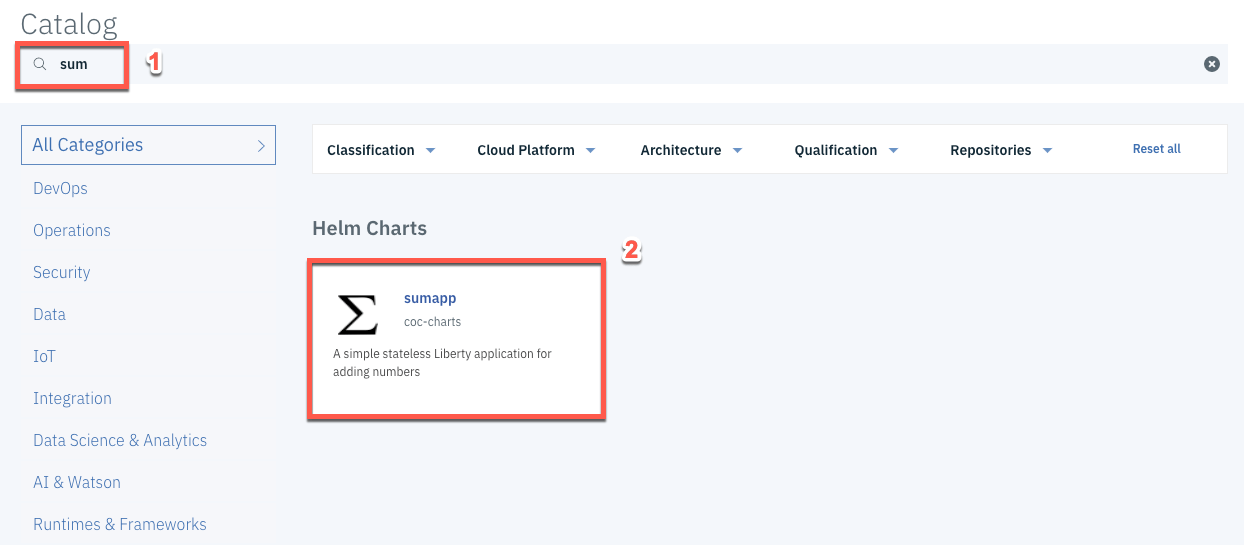 Catalog
sum
1
All Categories
DevOps
Operations
Security
Data
IoT
Integration
Data Science & Analytics
AI & Watson
Runtimes & Frameworks
Classification Cloud Platform Architecture Qualification Repositories Reset all
Helm Charts
2
Σ
sumapp
coc-charts
A simple stateless Liberty application for
adding numbers